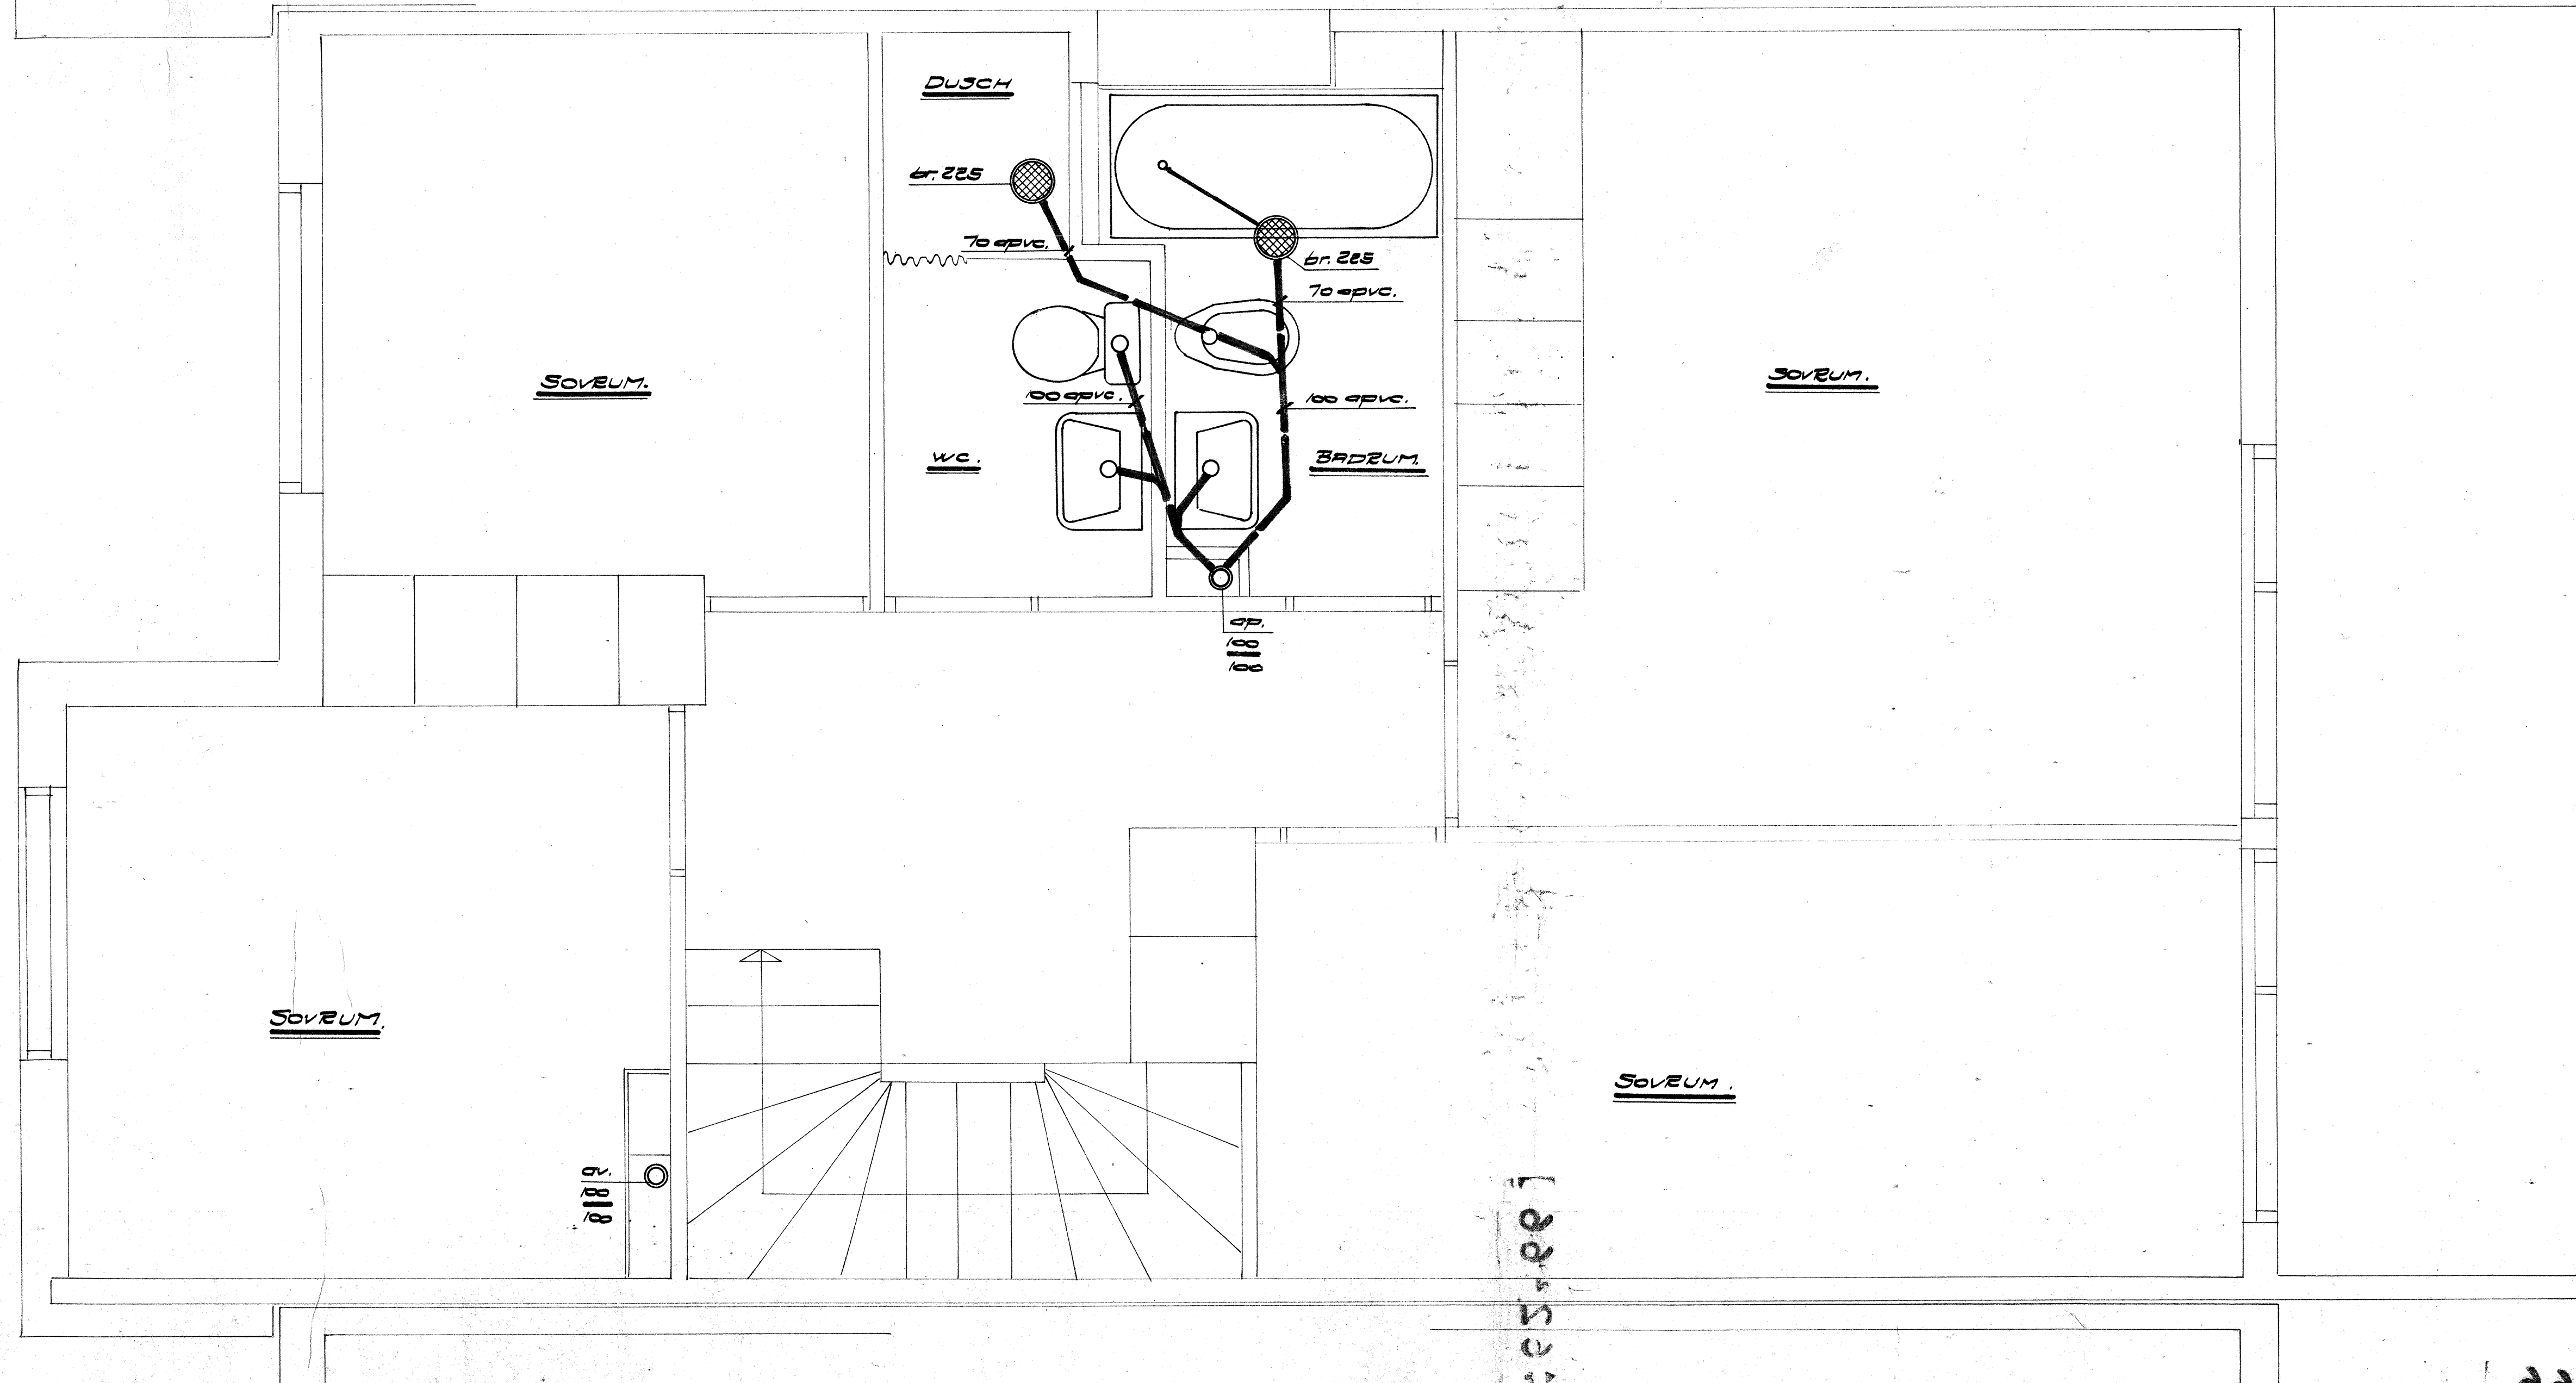 DUSCH
br. 225
70 apvc.
br. 225
70 apvc.
SOVRUM.
SOVRUM.
100 apvc.
100 apvc.
WC.
BADRUM.
ap.
100
100
SOVRUM.
SOVRUM.
av.
100
100